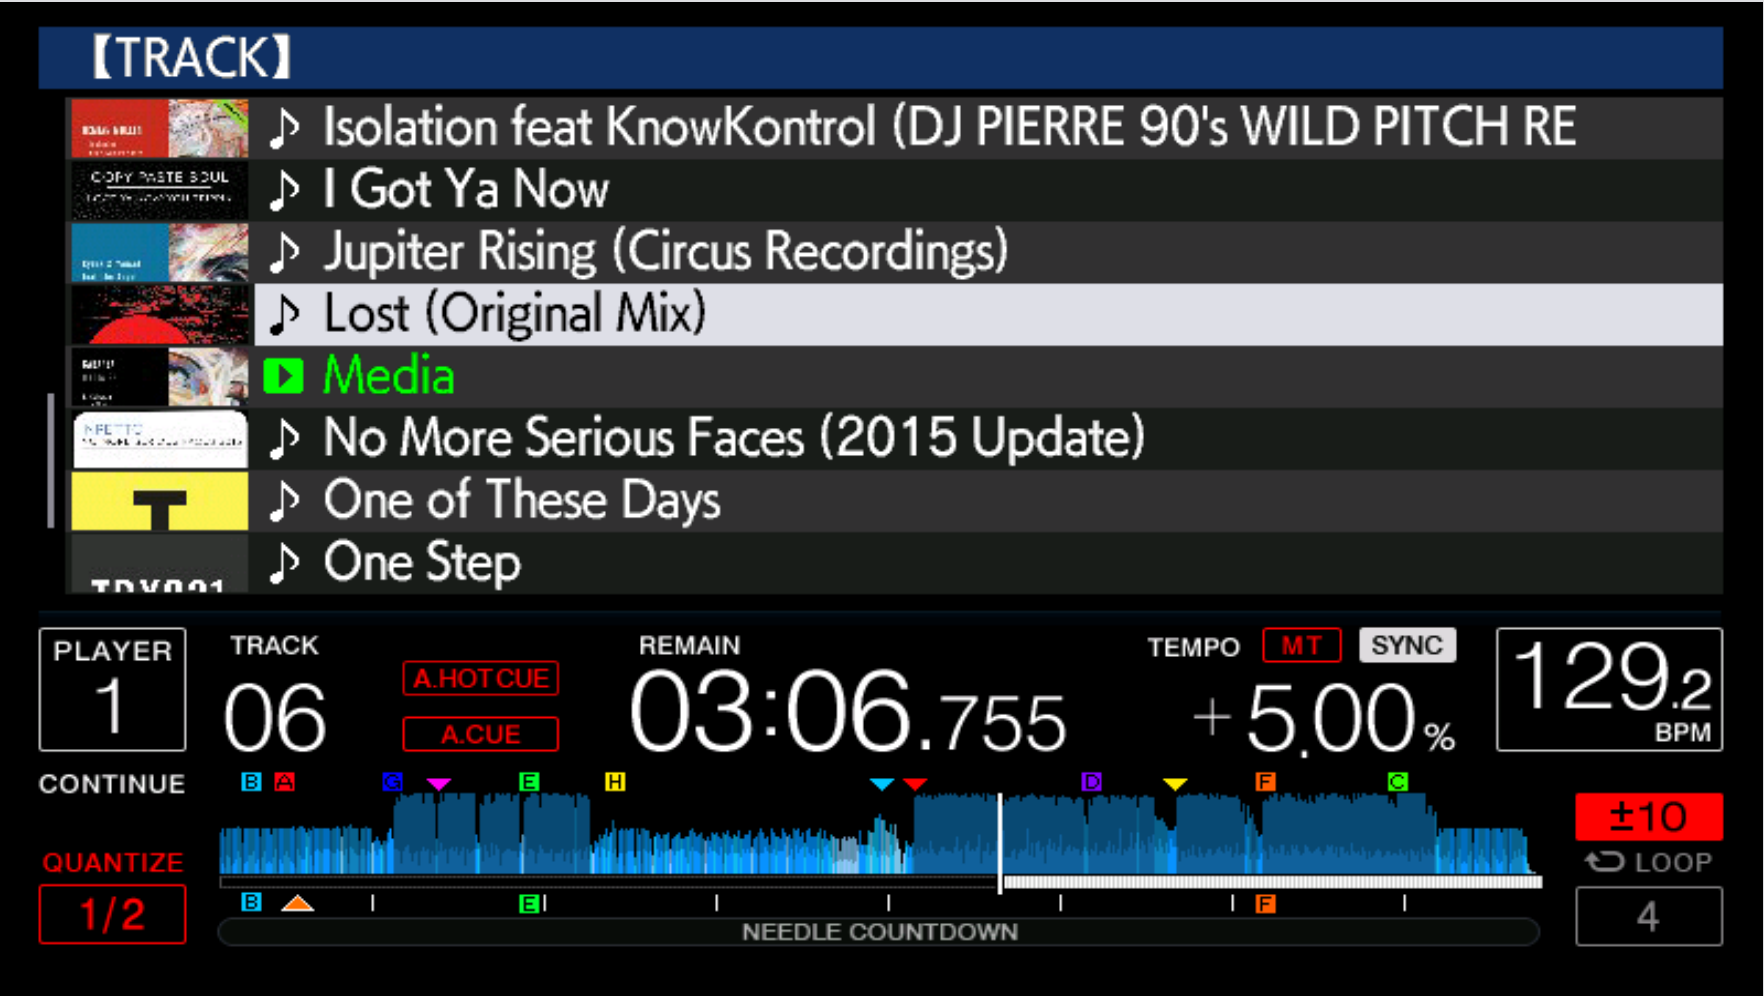 【TRACK】
Isolation feat KnowKontrol (DJ PIERRE 90's WILD PITCH RE
COPY PASTE SOUL
I Got Ya Now
Jupiter Rising (Circus Recordings)
Lost (Original Mix)
Media
No More Serious Faces (2015 Update)
T
One of These Days
One Step
PLAYER
1
TRACK
06
A.HOT CUE
A.CUE
REMAIN
03:06.755
TEMPO MT SYNC
+5.00%
129.2
BPM
CONTINUE
B A G E H D F C
QUANTIZE
1/2
B E F
NEEDLE COUNTDOWN
±10
LOOP
4